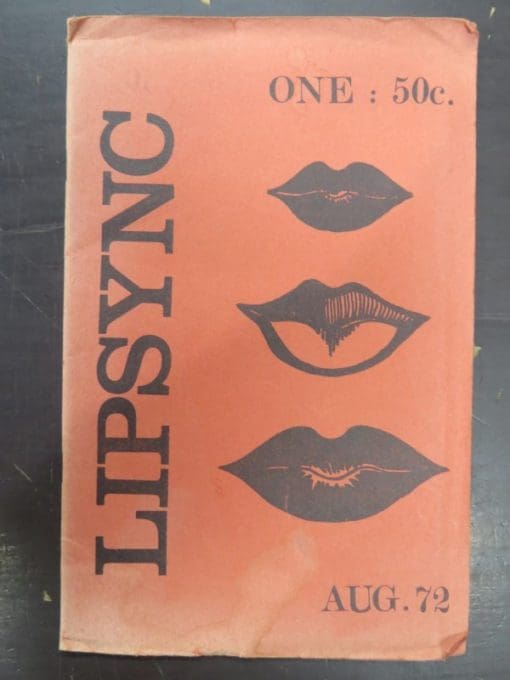 LIPSYNC
ONE : 50c.
AUG. 72